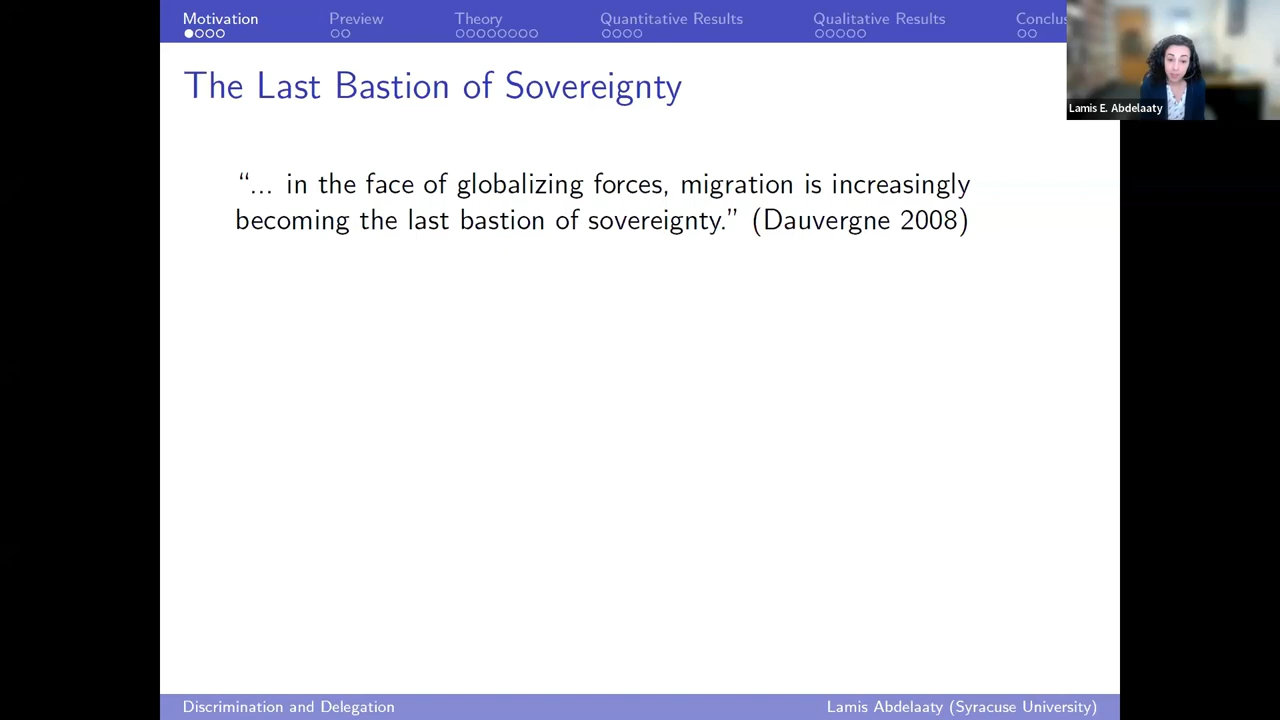 Motivation
Preview
Theory
Quantitative Results
Qualitative Results
Conclus
Lamis E. Abdelaaty
The Last Bastion of Sovereignty
“... in the face of globalizing forces, migration is increasingly
becoming the last bastion of sovereignty.” (Dauvergne 2008)
Discrimination and Delegation
Lamis Abdelaaty (Syracuse University)